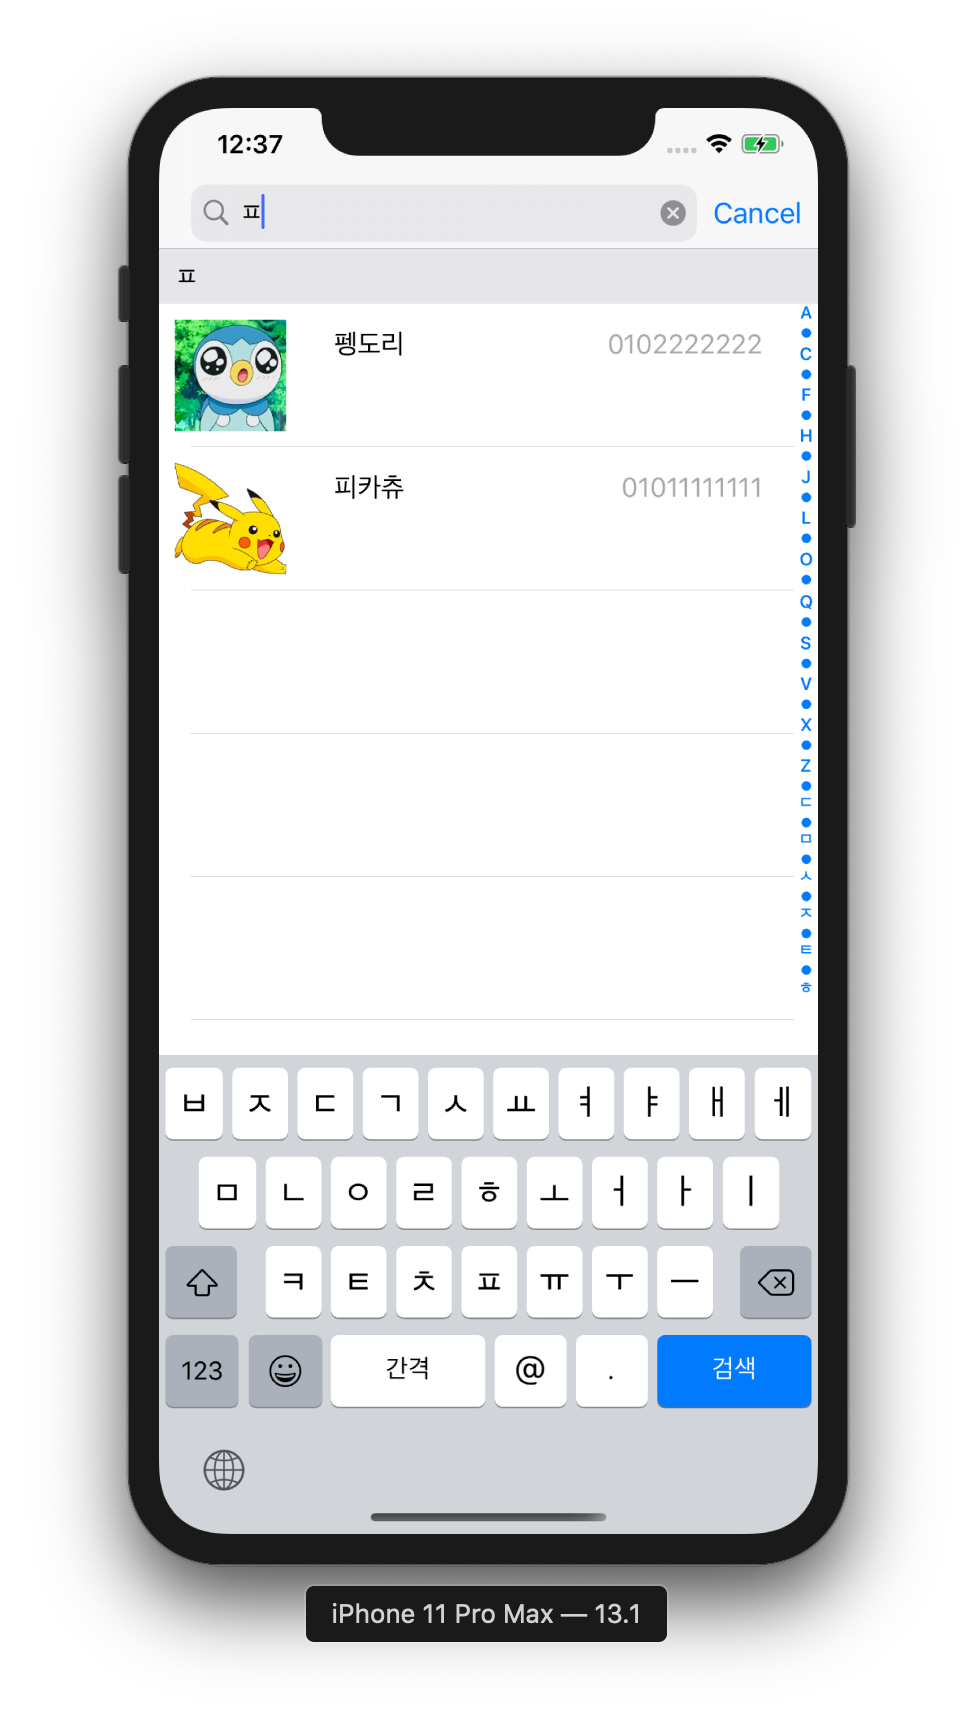 12:37
ㅍ
Cancel
ㅍ
펭도리 0102222222
피카츄 01011111111
A
C
F
H
J
L
O
Q
S
V
X
Z
ㄷ
ㅁ
ㅅ
ㅈ
ㅌ
ㅎ
ㅂ ㅈ ㄷ ㄱ ㅅ ㅛ ㅕ ㅑ ㅐ ㅔ
ㅁ ㄴ ㅇ ㄹ ㅎ ㅗ ㅓ ㅏ ㅣ
ㅋ ㅌ ㅊ ㅍ ㅠ ㅜ ㅡ
123 간격 @ . 검색
iPhone 11 Pro Max — 13.1